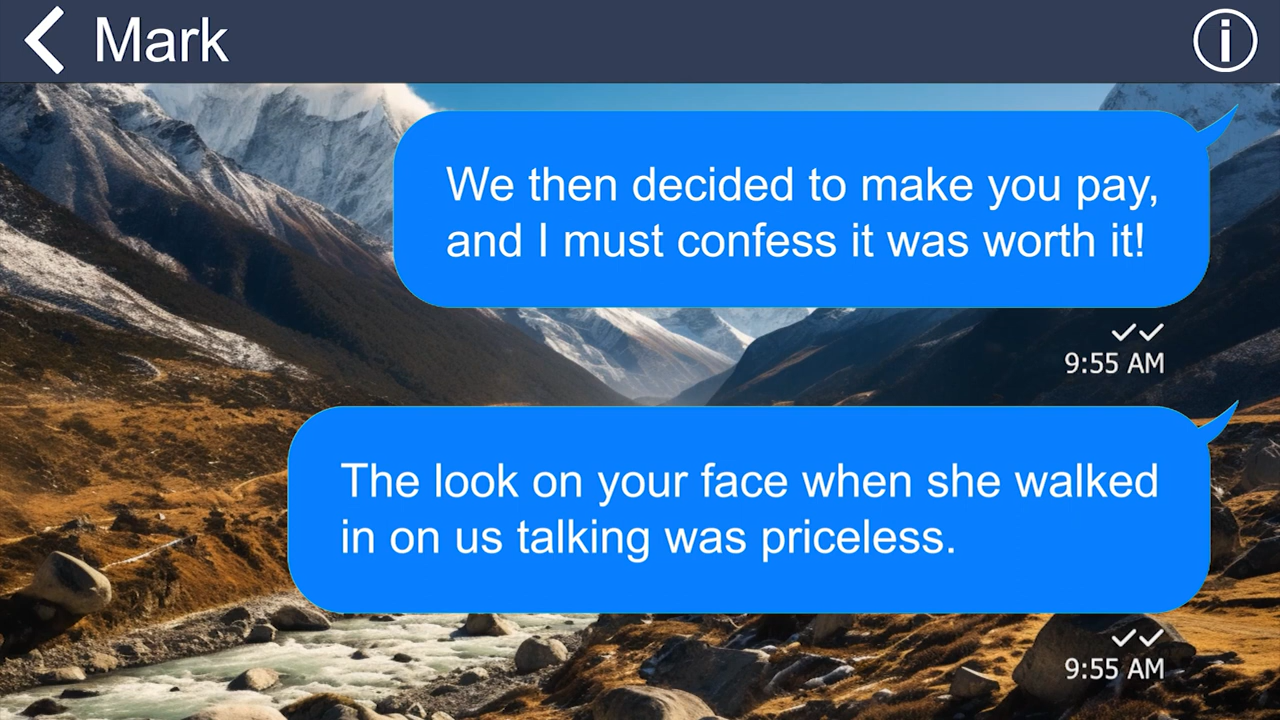 Mark
We then decided to make you pay,
and I must confess it was worth it!
9:55 AM
The look on your face when she walked
in on us talking was priceless.
9:55 AM